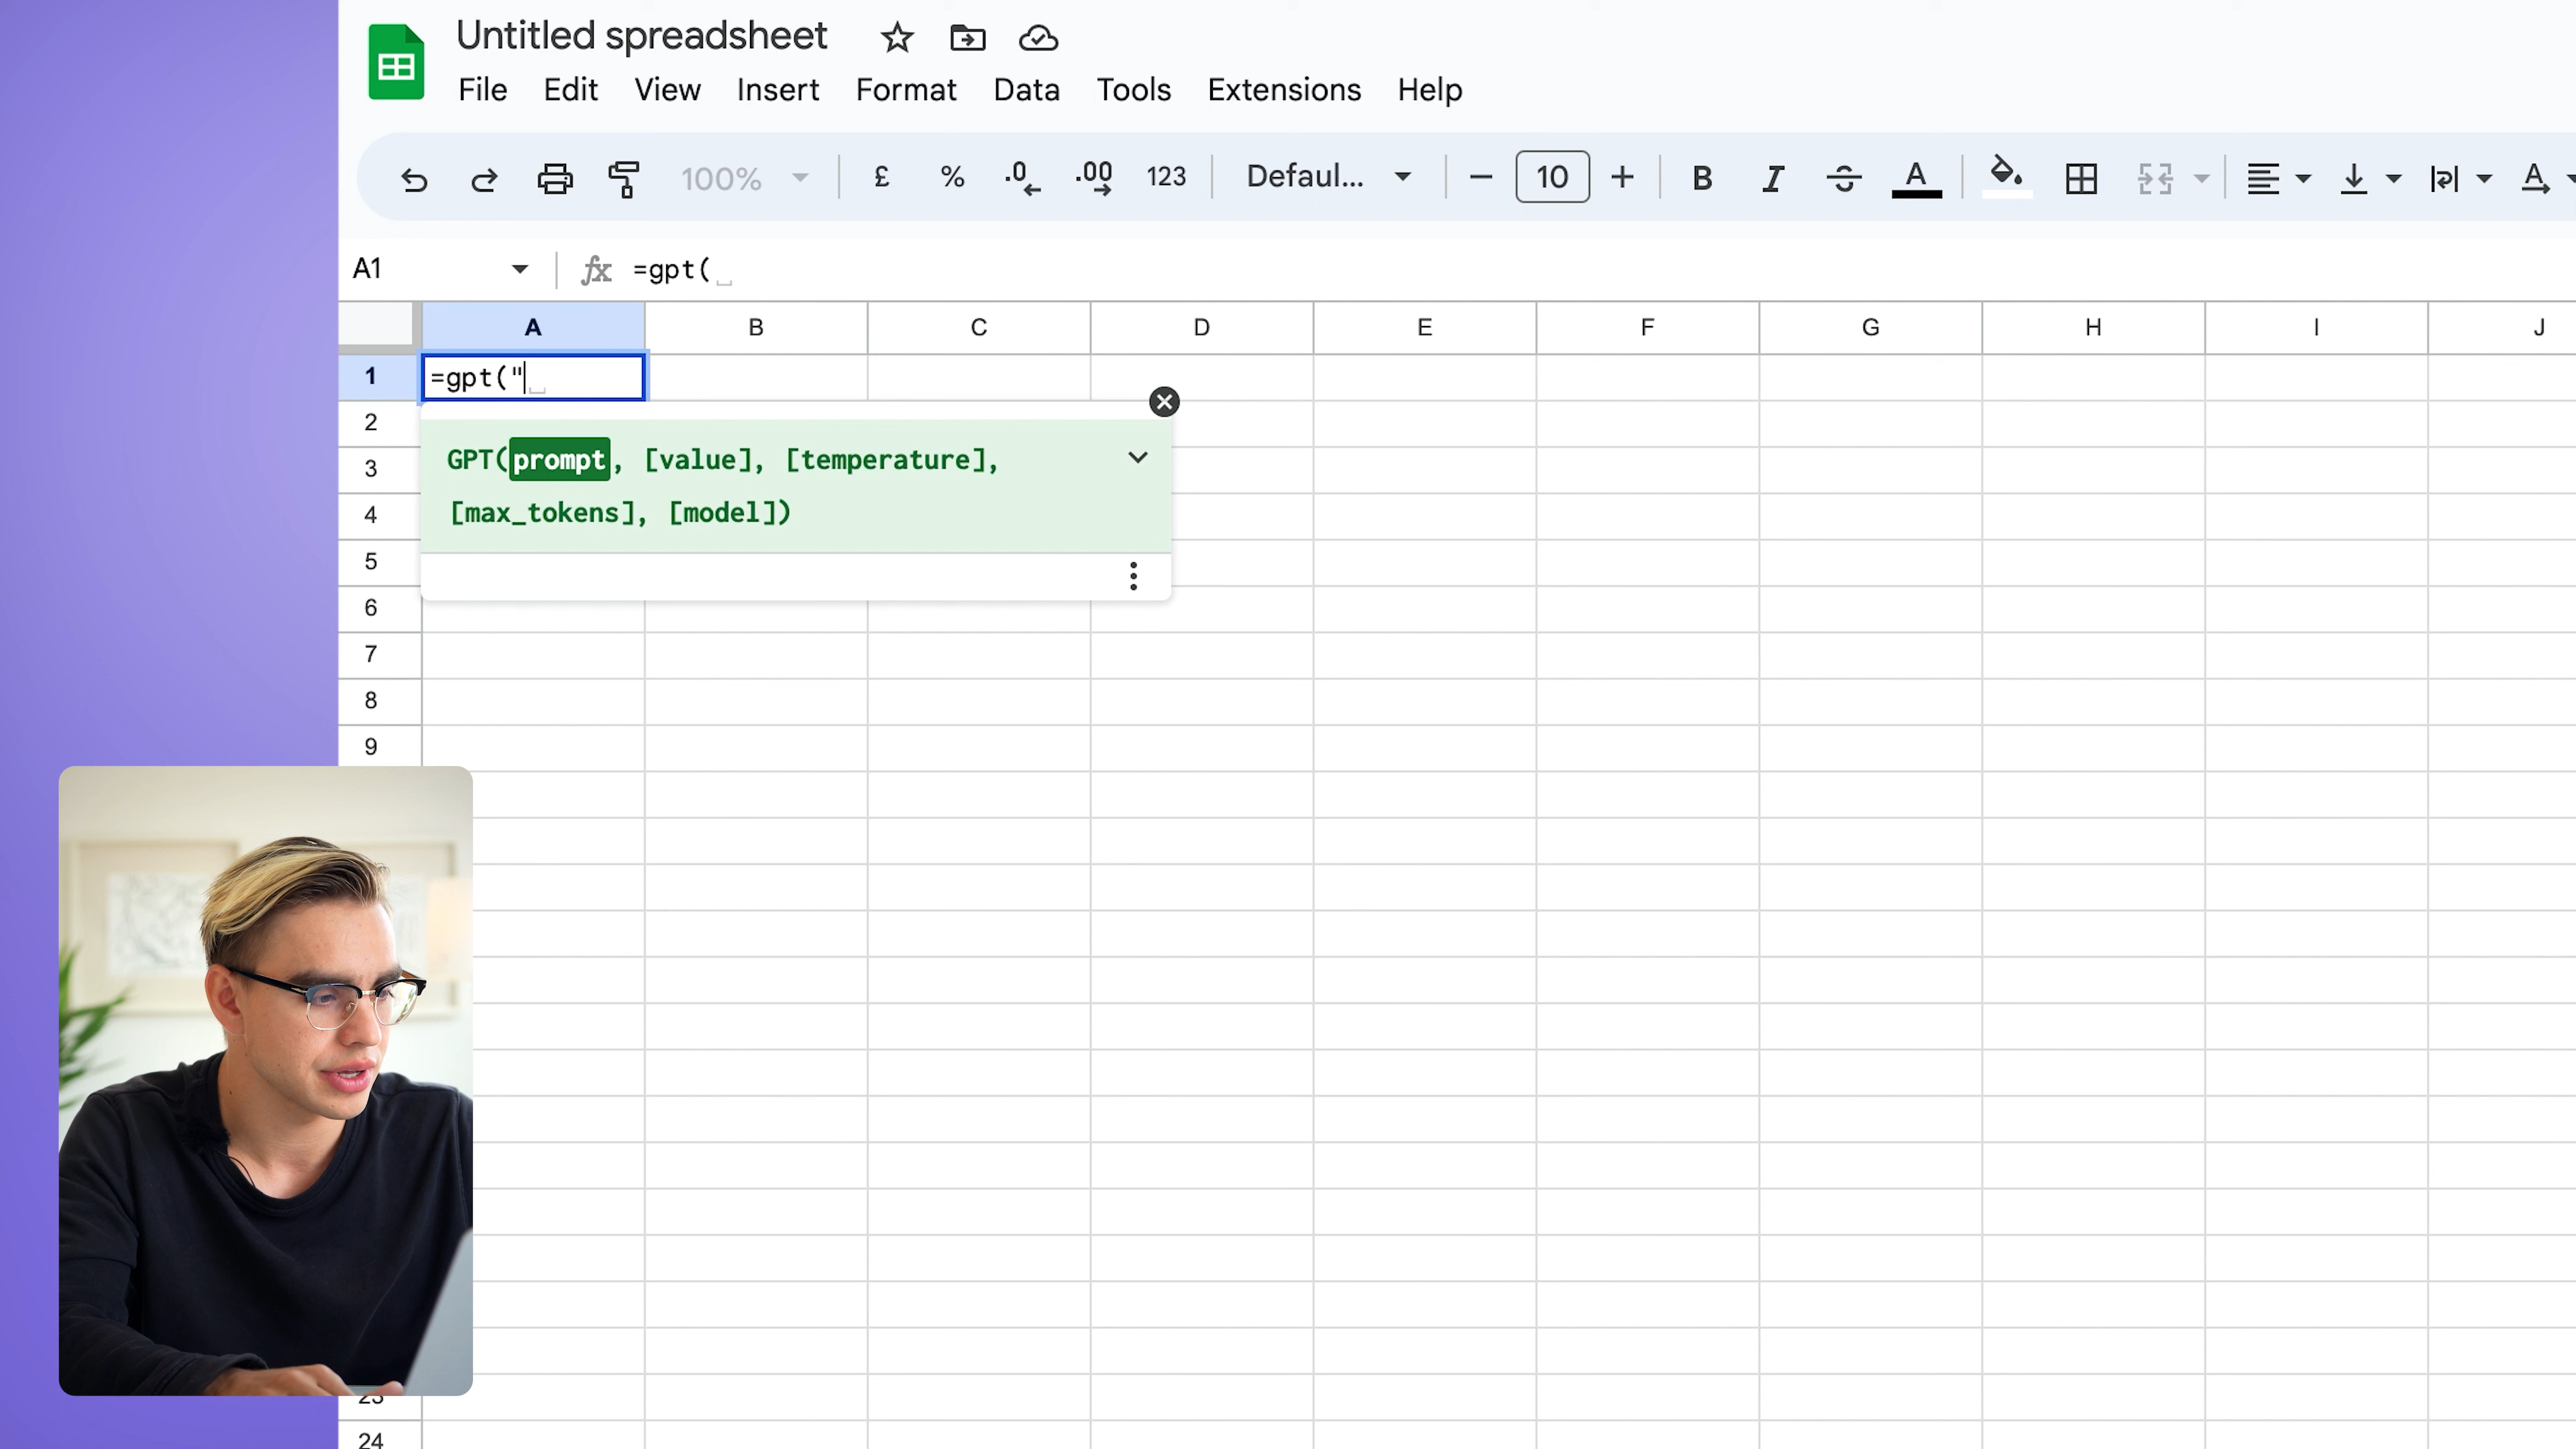 Untitled spreadsheet
File Edit View Insert Format Data Tools Extensions Help
100% £ % .0 .00 123 Defaul... 10 B I A A
A1 fx =gpt(
A B C D E F G H I J
1 =gpt("
2
GPT(prompt, [value], [temperature],
3
[max_tokens], [model])
4
5
6
7
8
9
23
24